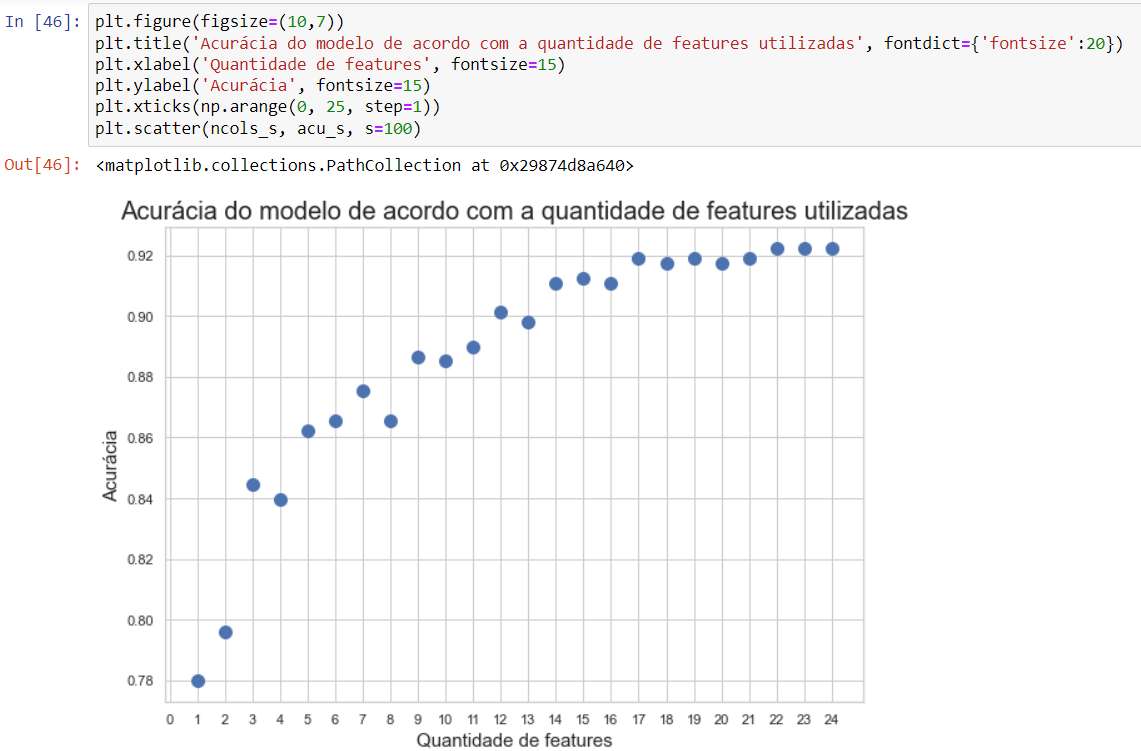 In [46]: plt.figure(figsize=(10,7))
plt.title('Acurácia do modelo de acordo com a quantidade de features utilizadas', fontdict={'fontsize':20})
plt.xlabel('Quantidade de features', fontsize=15)
plt.ylabel('Acurácia', fontsize=15)
plt.xticks(np.arange(0, 25, step=1))
plt.scatter(ncols_s, acu_s, s=100)
Out[46]: <matplotlib.collections.PathCollection at 0x29874d8a640>
Acurácia do modelo de acordo com a quantidade de features utilizadas
0.92
0.90
0.88
0.86
0.84
0.82
0.80
0.78
Acurácia
0 1 2 3 4 5 6 7 8 9 10 11 12 13 14 15 16 17 18 19 20 21 22 23 24
Quantidade de features